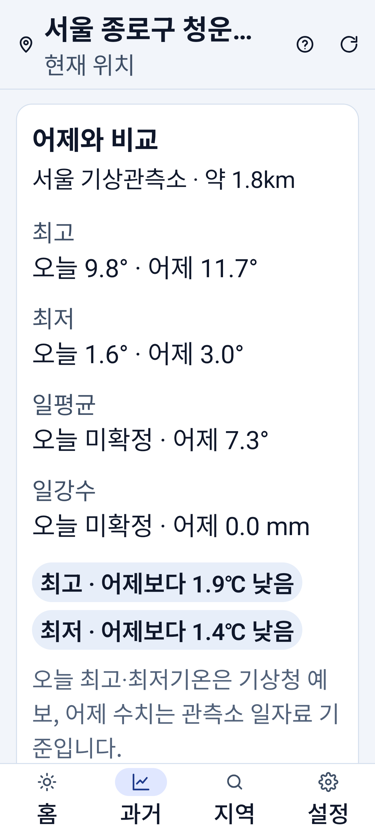 서울 종로구 청운...
현재 위치
어제와 비교
서울 기상관측소 · 약 1.8km
최고
오늘 9.8° · 어제 11.7°
최저
오늘 1.6° · 어제 3.0°
일평균
오늘 미확정 · 어제 7.3°
일강수
오늘 미확정 · 어제 0.0 mm
최고 · 어제보다 1.9℃ 낮음
최저 · 어제보다 1.4℃ 낮음
오늘 최고·최저기온은 기상청 예
보, 어제 수치는 관측소 일자료 기
준입니다.
홈 과거 지역 설정